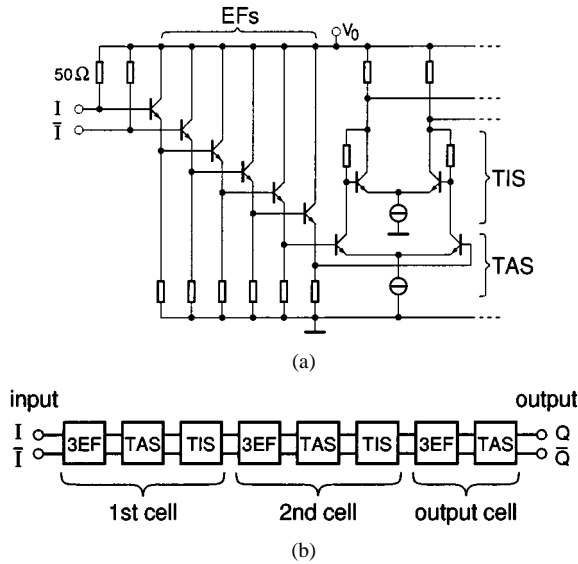 EFs
V₀
50Ω
I
Ī
TIS
TAS
(a)
input
output
I
Ī
3EF TAS TIS 3EF TAS TIS 3EF TAS
Q
Q̄
1st cell 2nd cell output cell
(b)